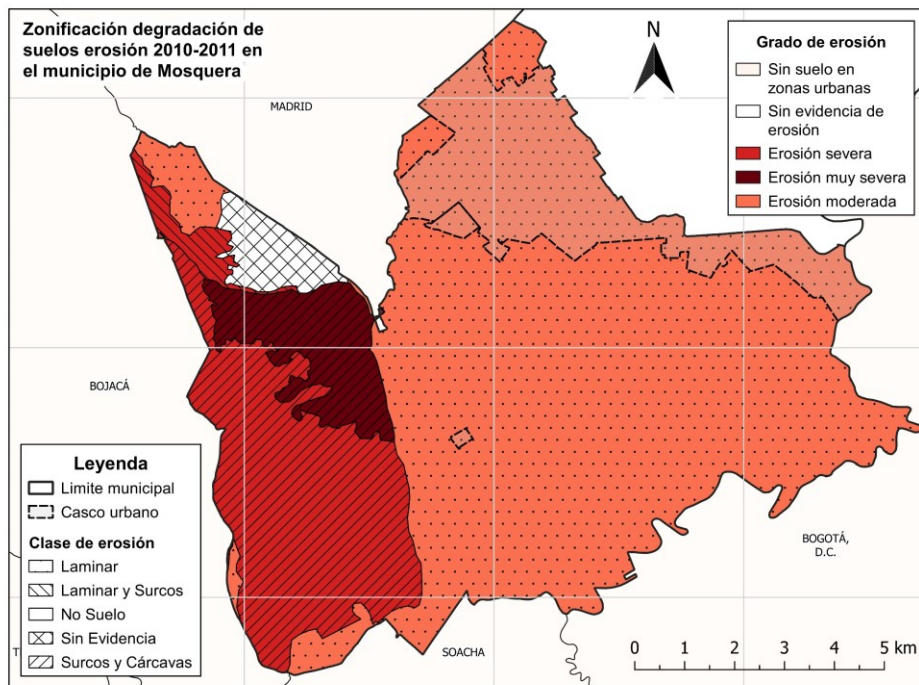 Zonificación degradación de
suelos erosión 2010-2011 en
el municipio de Mosquera
MADRID
N
Grado de erosión
Sin suelo en
zonas urbanas
Sin evidencia de
erosión
Erosión severa
Erosión muy severa
Erosión moderada
BOJACÁ
Leyenda
Limite municipal
Casco urbano
Clase de erosión
Laminar
Laminar y Surcos
No Suelo
Sin Evidencia
Surcos y Cárcavas
T
SOACHA
BOGOTÁ,
D.C.
0 1 2 3 4 5 km